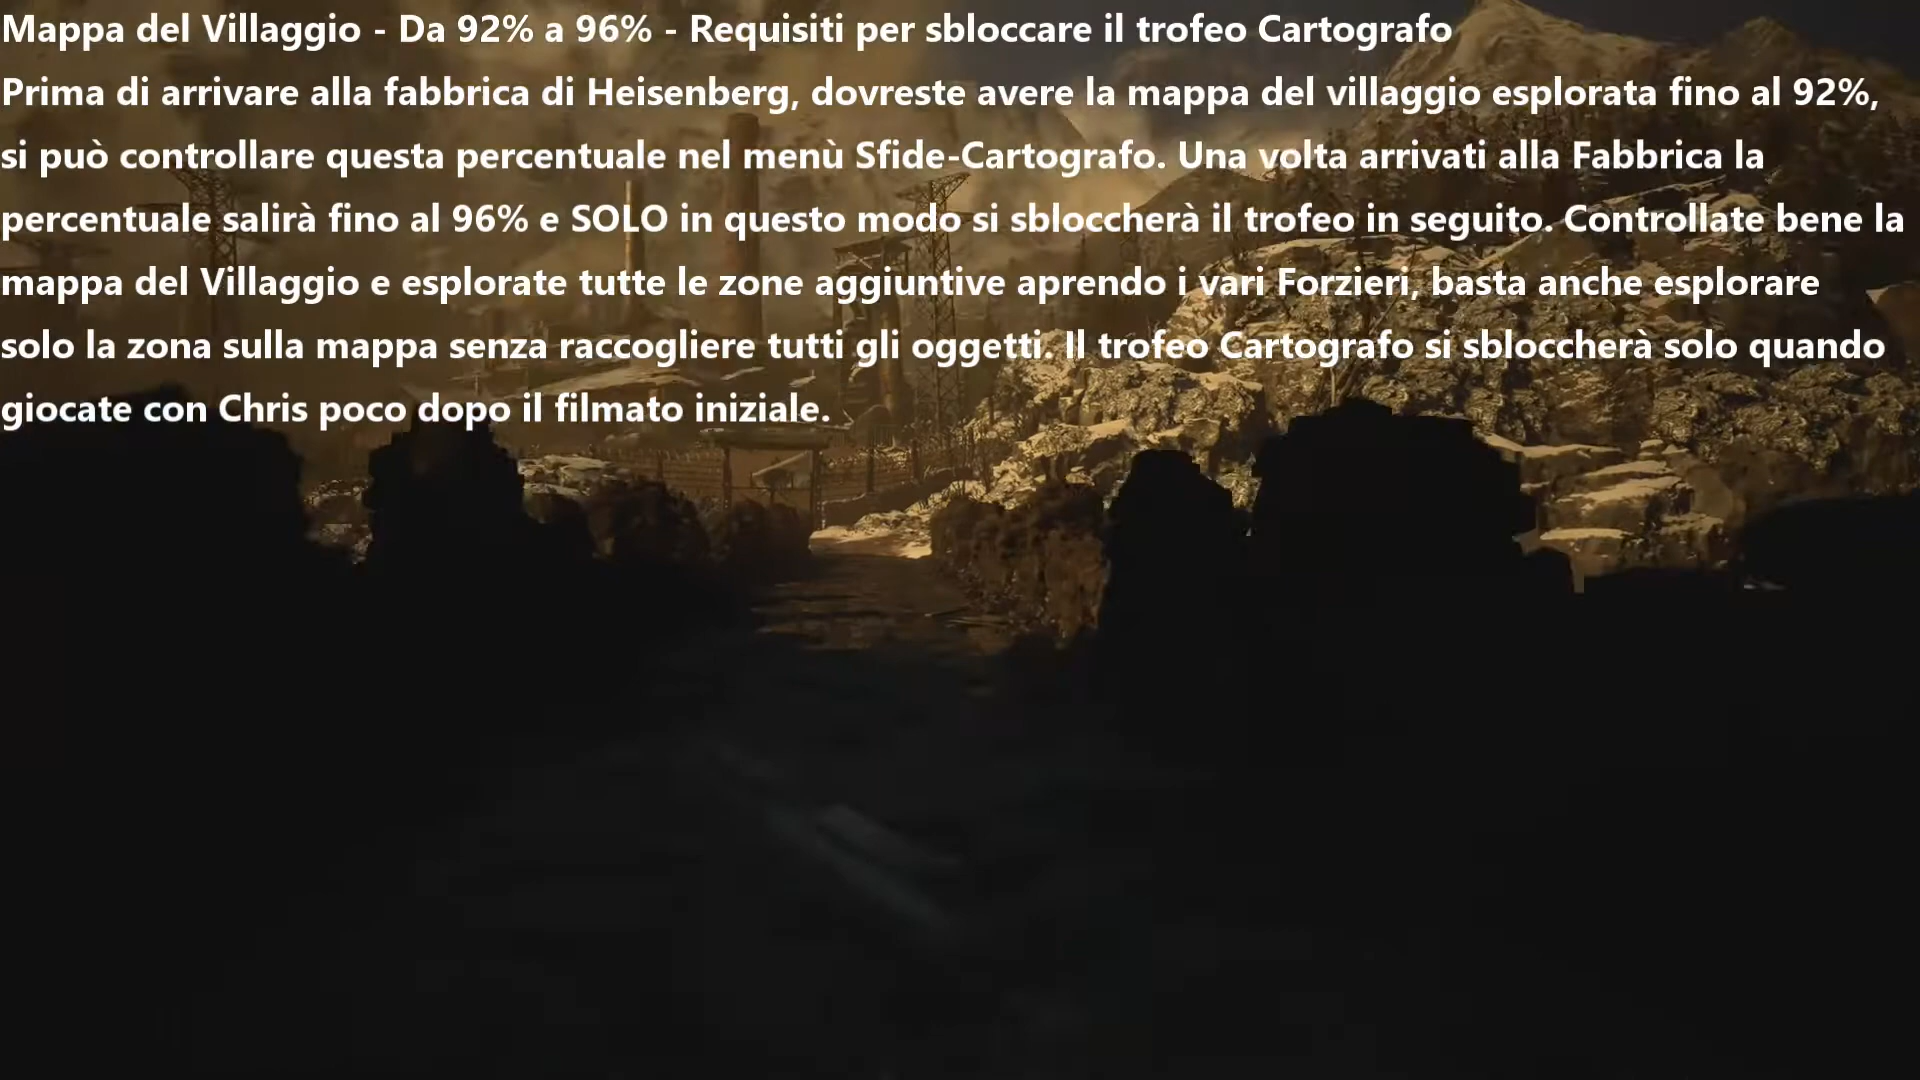 Mappa del Villaggio - Da 92% a 96% - Requisiti per sbloccare il trofeo Cartografo
Prima di arrivare alla fabbrica di Heisenberg, dovreste avere la mappa del villaggio esplorata fino al 92%,
si può controllare questa percentuale nel menù Sfide-Cartografo. Una volta arrivati alla Fabbrica la
percentuale salirà fino al 96% e SOLO in questo modo si sbloccherà il trofeo in seguito. Controllate bene la
mappa del Villaggio e esplorate tutte le zone aggiuntive aprendo i vari Forzieri, basta anche esplorare
solo la zona sulla mappa senza raccogliere tutti gli oggetti. Il trofeo Cartografo si sbloccherà solo quando
giocate con Chris poco dopo il filmato iniziale.